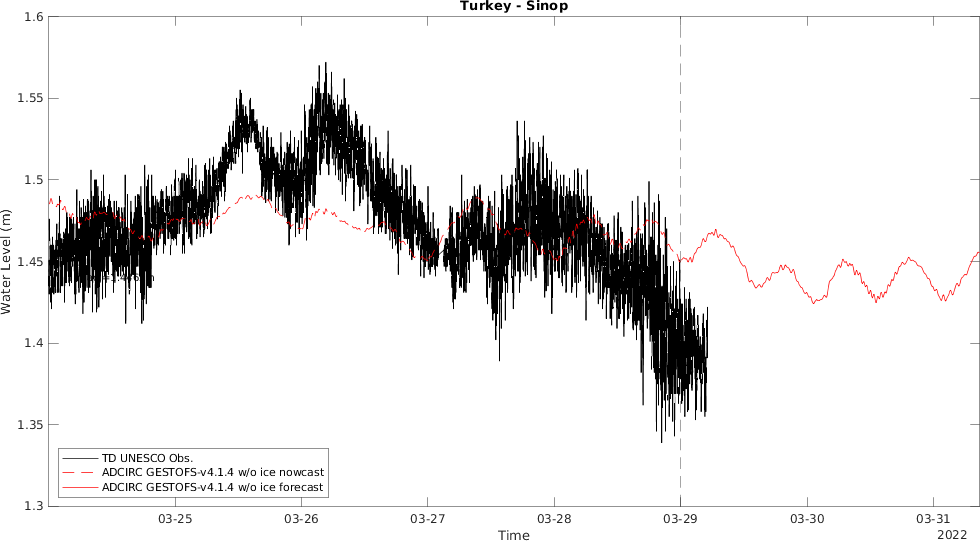 Turkey - Sinop
1.6
1.55
1.5
1.45
1.4
1.35
1.3
Water Level (m)
TD UNESCO Obs.
ADCIRC GESTOFS-v4.1.4 w/o ice nowcast
ADCIRC GESTOFS-v4.1.4 w/o ice forecast
03-25
03-26
03-27
03-28
03-29
03-30
03-31
Time
2022